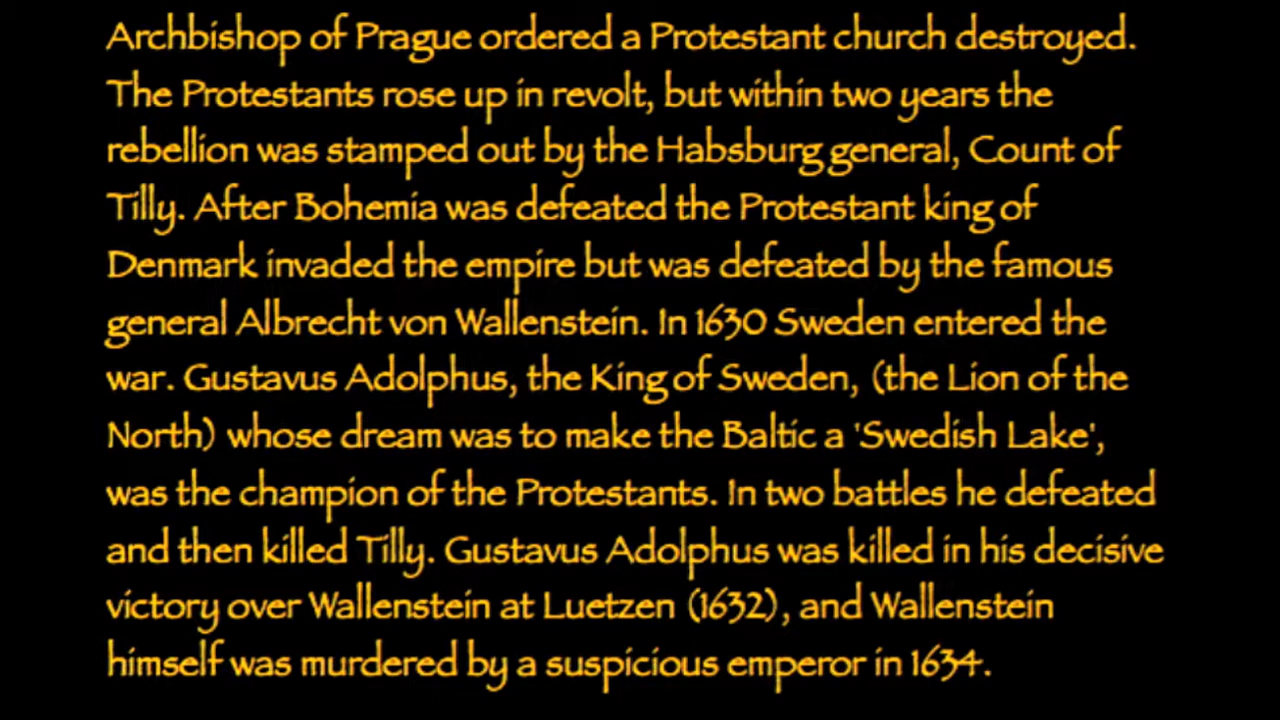 Archbishop of Prague ordered a Protestant church destroyed.
The Protestants rose up in revolt, but within two years the
rebellion was stamped out by the Habsburg general, Count of
Tilly. After Bohemia was defeated the Protestant king of
Denmark invaded the empire but was defeated by the famous
general Albrecht von Wallenstein. In 1630 Sweden entered the
war. Gustavus Adolphus, the King of Sweden, (the Lion of the
North) whose dream was to make the Baltic a 'Swedish Lake',
was the champion of the Protestants. In two battles he defeated
and then killed Tilly. Gustavus Adolphus was killed in his decisive
victory over Wallenstein at Luetzen (1632), and Wallenstein
himself was murdered by a suspicious emperor in 1634.